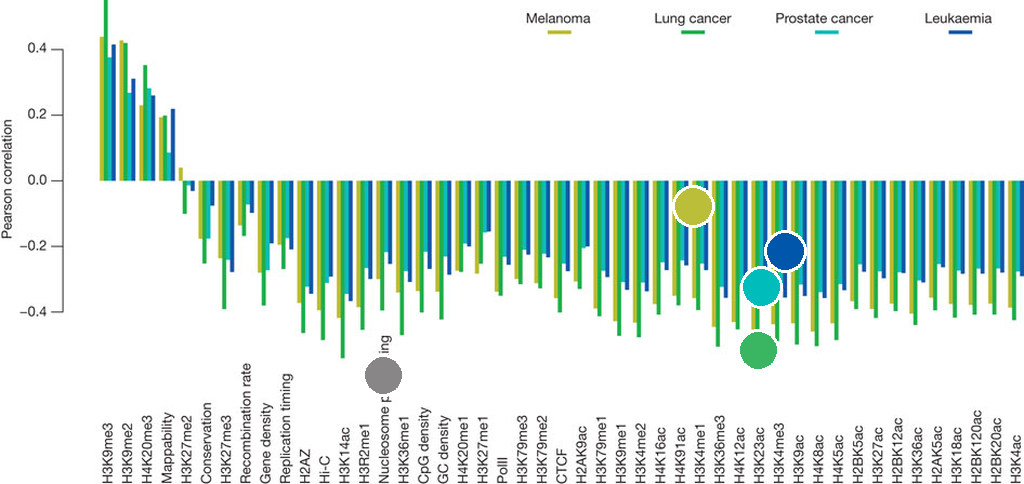 Melanoma
Lung cancer
Prostate cancer
Leukaemia
Pearson correlation
0.4
0.2
0.0
−0.2
−0.4
H3K9me3
H3K9me2
H4K20me3
Mappability
H3K27me2
Conservation
H3K27me3
Recombination rate
Gene density
Replication timing
H2AZ
Hi-C
H3K14ac
H3R2me1
Nucleosome
H3K36me1
CpG density
GC density
H4K20me1
H3K27me1
PolII
H3K79me3
H3K79me2
CTCF
H2AK9ac
H3K79me1
H3K9me1
H3K4me2
H4K16ac
H4K91ac
H3K4me1
H3K36me3
H4K12ac
H3K23ac
H3K4me3
H3K9ac
H4K8ac
H4K5ac
H2BK5ac
H3K27ac
H2BK12ac
H3K36ac
H2AK5ac
H3K18ac
H2BK120ac
H2BK20ac
H3K4ac